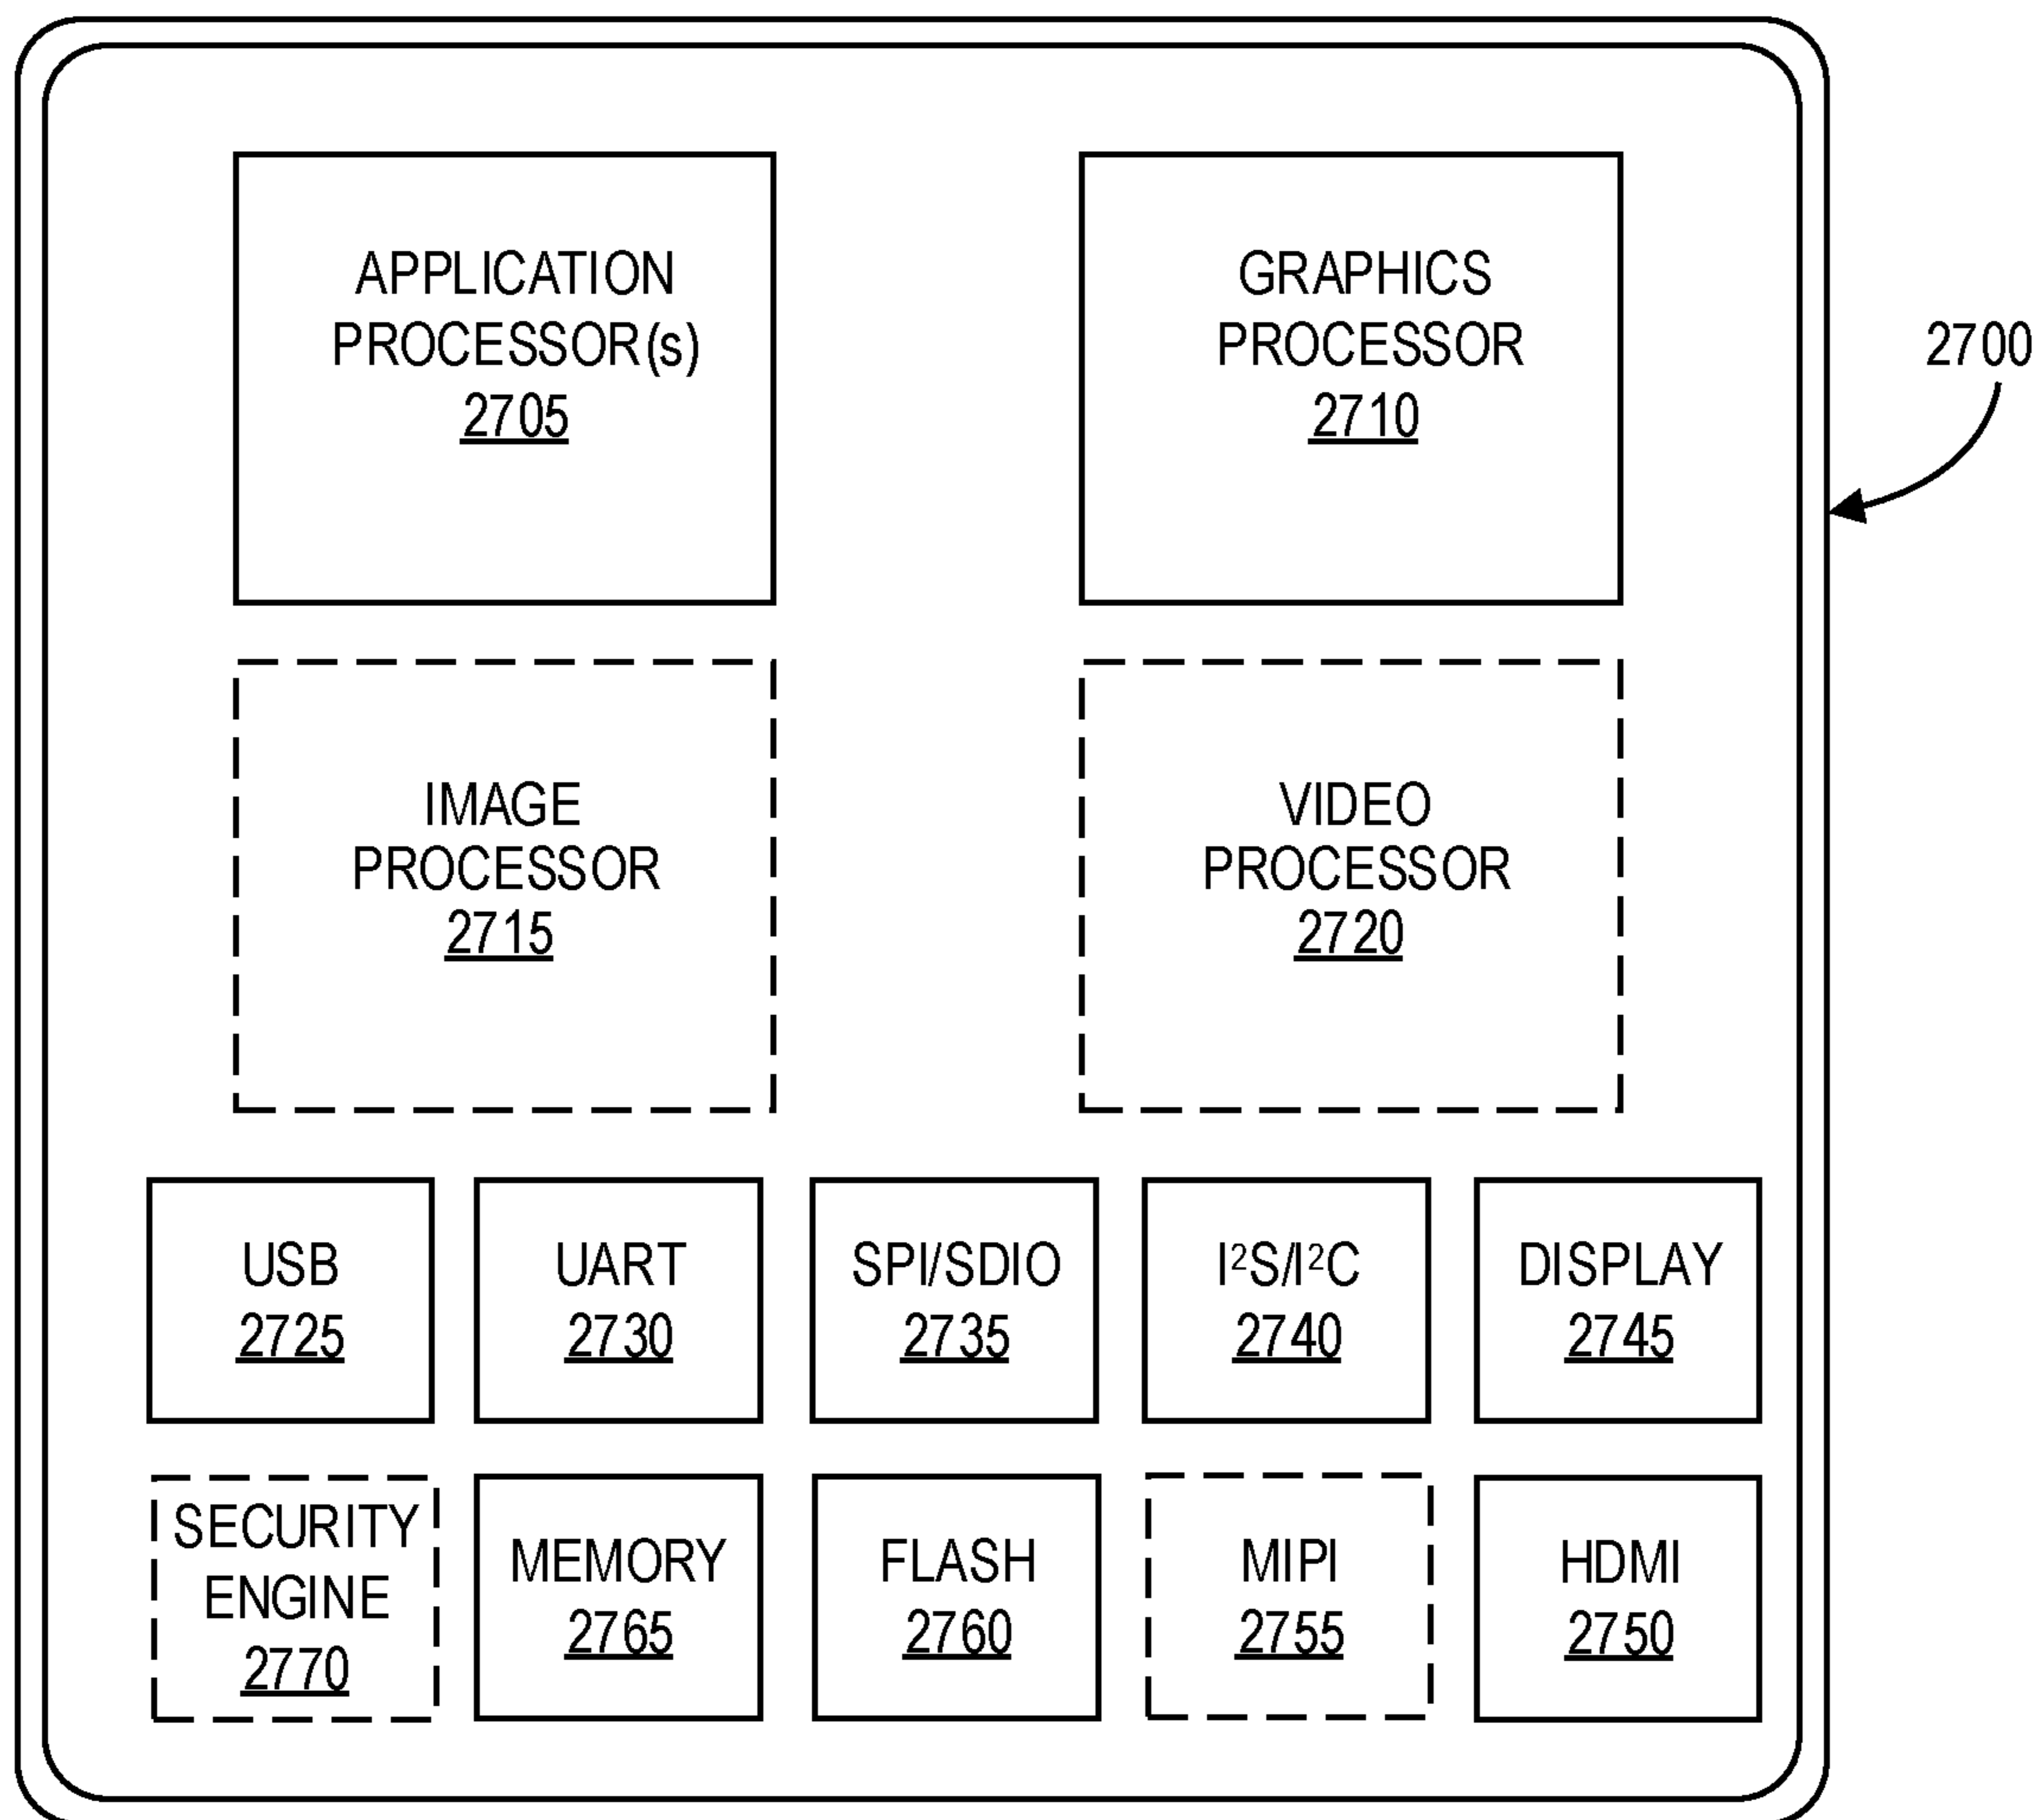 APPLICATION
PROCESSOR(s)
2705
GRAPHICS
PROCESSOR
2710
2700
IMAGE
PROCESSOR
2715
VIDEO
PROCESSOR
2720
USB
2725
UART
2730
SPI/SDIO
2735
I²S/I²C
2740
DISPLAY
2745
SECURITY
ENGINE
2770
MEMORY
2765
FLASH
2760
MIPI
2755
HDMI
2750